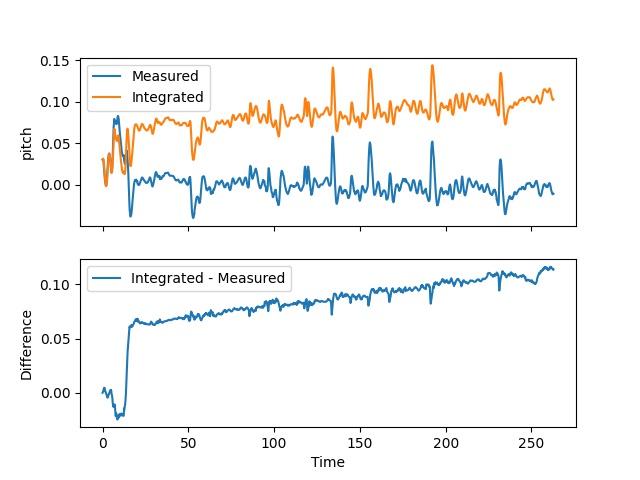 0.15
0.10
0.05
0.00
pitch
Measured
Integrated
0.10
0.05
0.00
Difference
Integrated - Measured
0 50 100 150 200 250
Time